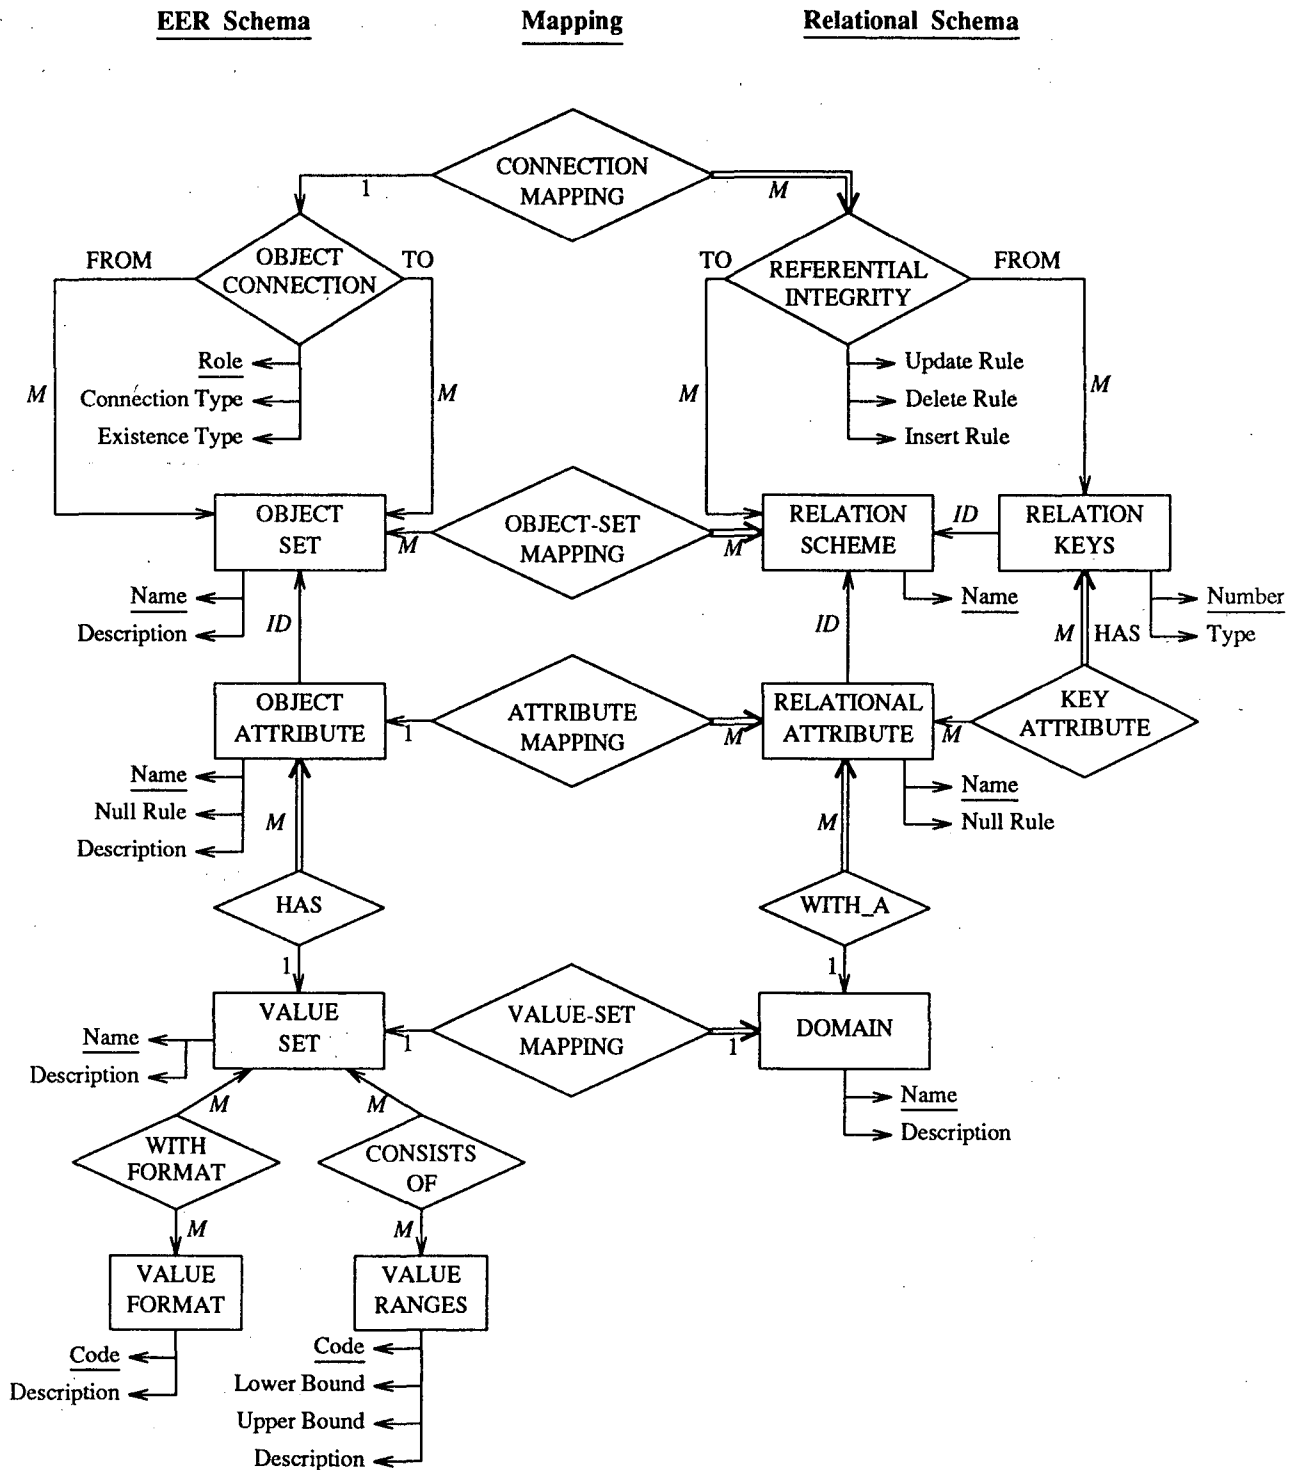 EER Schema
Mapping
Relational Schema
CONNECTION
MAPPING
1
M
FROM
OBJECT
CONNECTION
TO
TO
REFERENTIAL
INTEGRITY
FROM
Role
Connection Type
Existence Type
M
M
M
Update Rule
Delete Rule
Insert Rule
M
OBJECT
SET
M
OBJECT-SET
MAPPING
M
RELATION
SCHEME
ID
RELATION
KEYS
Name
Description
ID
ID
Name
M
HAS
Number
Type
OBJECT
ATTRIBUTE
1
ATTRIBUTE
MAPPING
M
RELATIONAL
ATTRIBUTE
M
KEY
ATTRIBUTE
Name
Null Rule
Description
M
M
Name
Null Rule
HAS
WITH_A
1
1
VALUE
SET
1
VALUE-SET
MAPPING
1
DOMAIN
Name
Description
M
M
Name
Description
WITH
FORMAT
CONSISTS
OF
M
M
VALUE
FORMAT
VALUE
RANGES
Code
Description
Code
Lower Bound
Upper Bound
Description